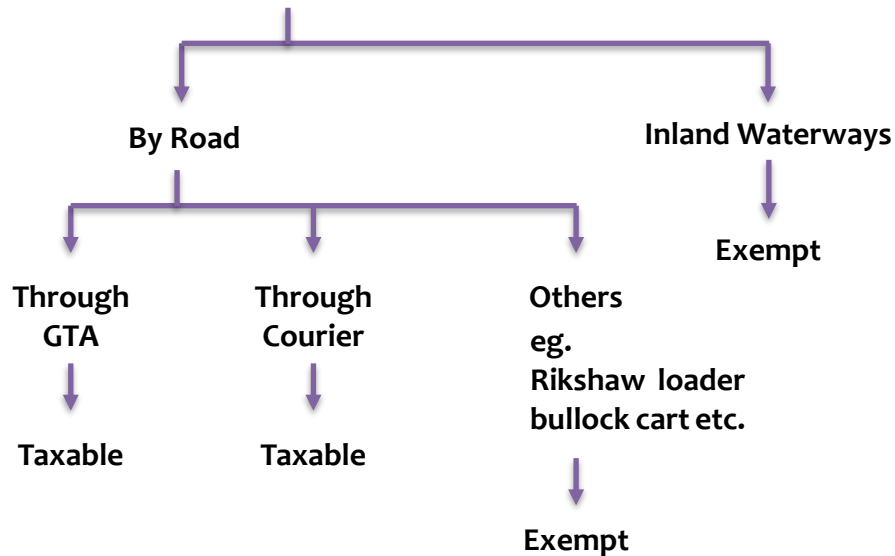 By Road
Inland Waterways
Exempt
Through
GTA
Through
Courier
Others
eg.
Rikshaw loader
bullock cart etc.
Taxable
Taxable
Exempt